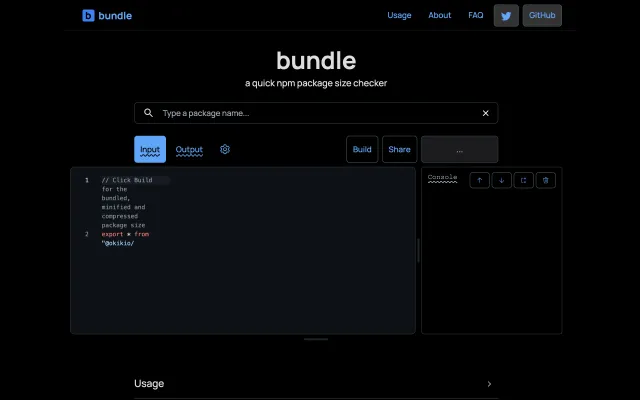 bundle
Usage
About
FAQ
GitHub
bundle
a quick npm package size checker
Type a package name...
Input
Output
Build
Share
...
Console
1 // Click Build
for the
bundled,
minified and
compressed
package size
2 export * from
"@okikio/
Usage